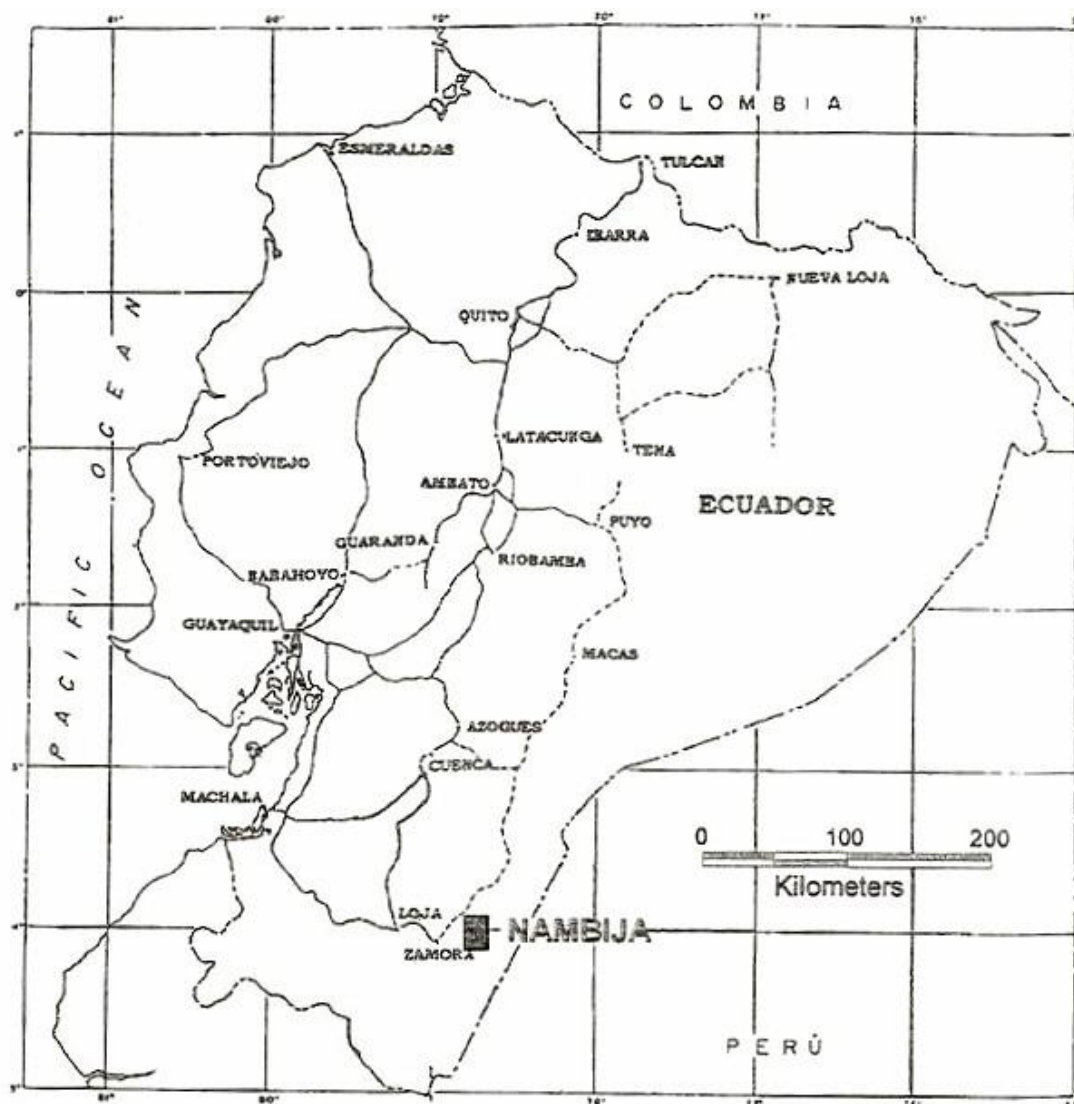 COLOMBIA
ESMERALDAS
TULCAN
IBARRA
NUEVA LOJA
QUITO
PACIFIC OCEAN
LATACUNGA
TENA
PORTOVIEJO
AMBATO
ECUADOR
PUYO
GUARANDA
RIOBAMBA
BABAHOYO
GUAYAQUIL
MACAS
AZOGUES
CUENCA
MACHALA
0 100 200
Kilometers
LOJA
NAMBIJA
ZAMORA
PERÚ